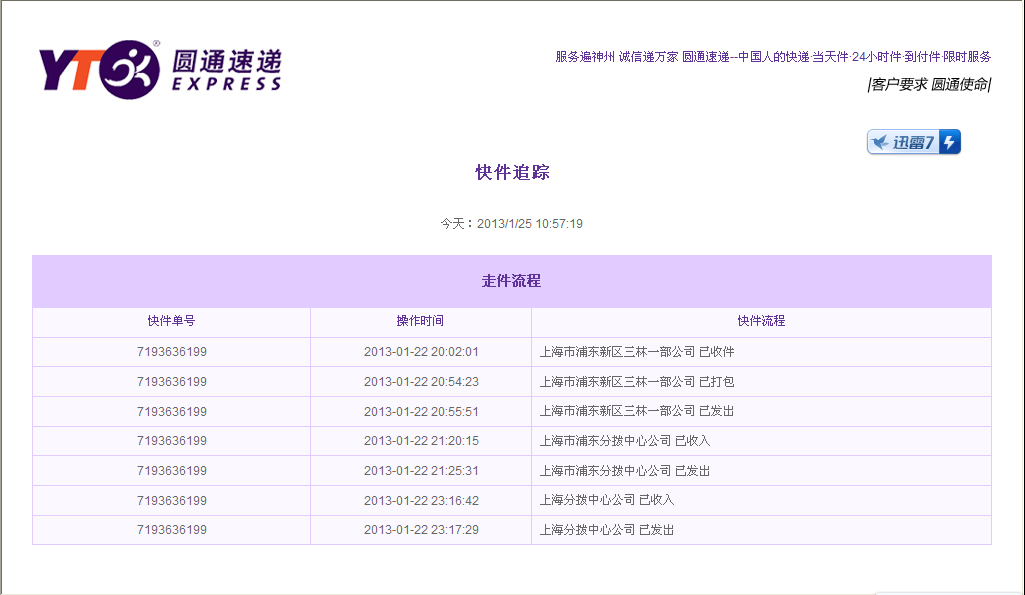 YTO® 圆通速递
EXPRESS
服务遍神州 诚信递万家 圆通速递--中国人的快递·当天件·24小时件·到付件·限时服务
|客户要求 圆通使命|
迅雷7
快件追踪
今天：2013/1/25 10:57:19
走件流程
快件单号 操作时间 快件流程
7193636199 2013-01-22 20:02:01 上海市浦东新区三林一部公司 已收件
7193636199 2013-01-22 20:54:23 上海市浦东新区三林一部公司 已打包
7193636199 2013-01-22 20:55:51 上海市浦东新区三林一部公司 已发出
7193636199 2013-01-22 21:20:15 上海市浦东分拨中心公司 已收入
7193636199 2013-01-22 21:25:31 上海市浦东分拨中心公司 已发出
7193636199 2013-01-22 23:16:42 上海分拨中心公司 已收入
7193636199 2013-01-22 23:17:29 上海分拨中心公司 已发出